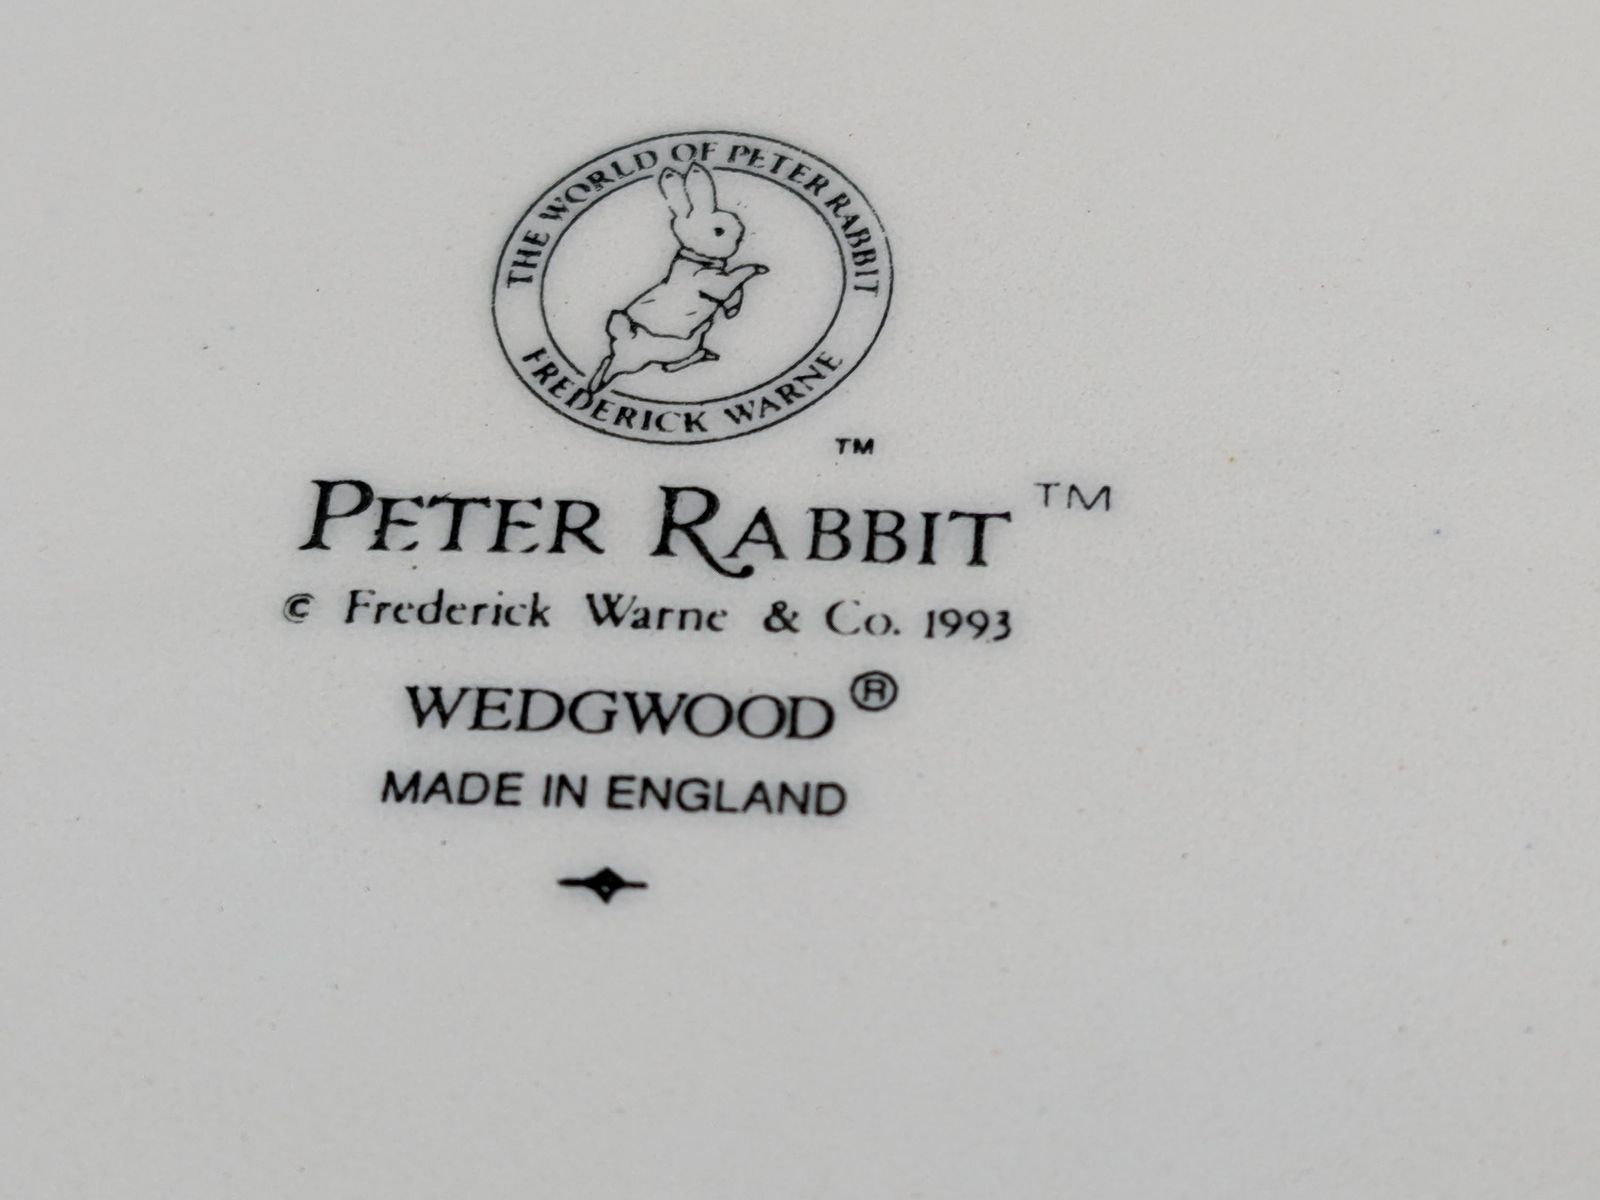 THE WORLD OF PETER RABBIT
FREDERICK WARNE
TM
PETER RABBIT TM
© Frederick Warne & Co. 1993
WEDGWOOD ®
MADE IN ENGLAND